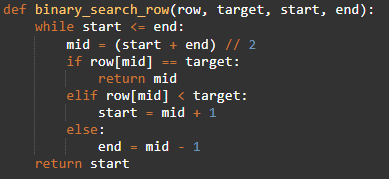 def binary_search_row(row, target, start, end):
    while start <= end:
        mid = (start + end) // 2
        if row[mid] == target:
            return mid
        elif row[mid] < target:
            start = mid + 1
        else:
            end = mid - 1
    return start